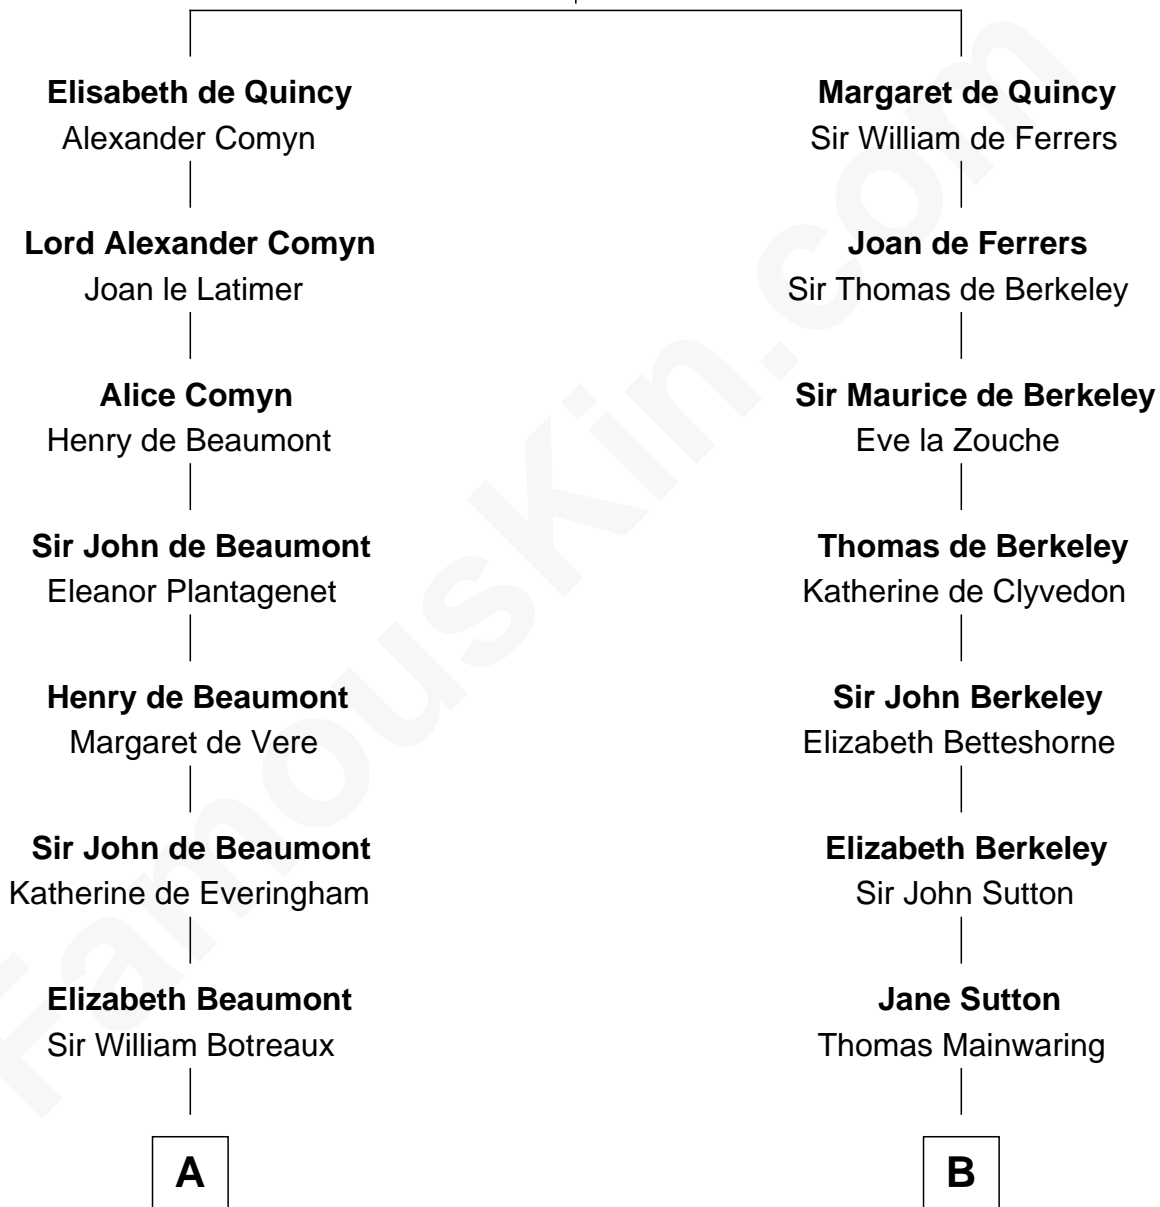 Elisabeth de Quincy
Alexander Comyn
Lord Alexander Comyn
Joan le Latimer
Alice Comyn
Henry de Beaumont
Sir John de Beaumont
Eleanor Plantagenet
Henry de Beaumont
Margaret de Vere
Sir John de Beaumont
Katherine de Everingham
Elizabeth Beaumont
Sir William Botreaux
A
Margaret de Quincy
Sir William de Ferrers
Joan de Ferrers
Sir Thomas de Berkeley
Sir Maurice de Berkeley
Eve la Zouche
Thomas de Berkeley
Katherine de Clyvedon
Sir John Berkeley
Elizabeth Betteshorne
Elizabeth Berkeley
Sir John Sutton
Jane Sutton
Thomas Mainwaring
B
FamousKin.com